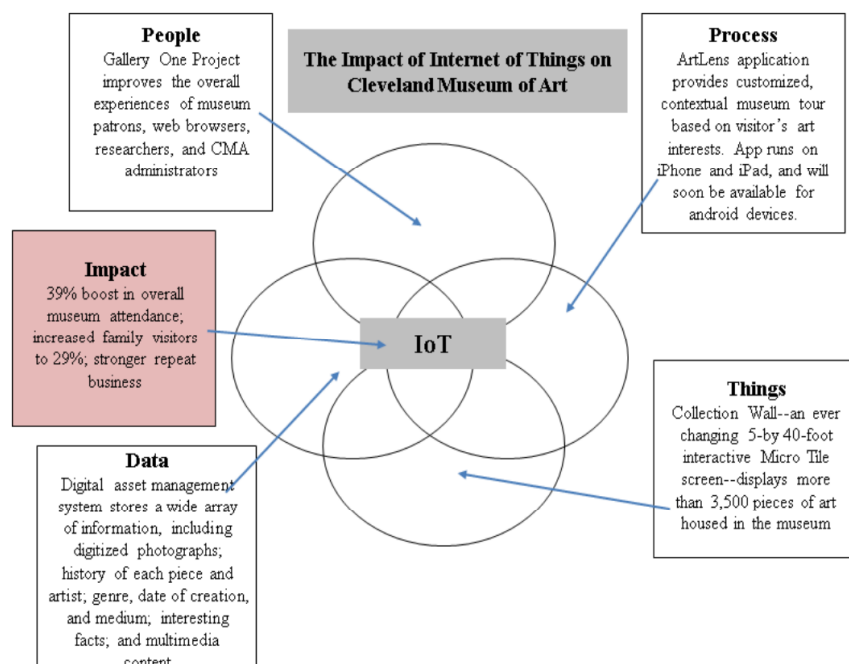 People
Gallery One Project
improves the overall
experiences of museum
patrons, web browsers,
researchers, and CMA
administrators
The Impact of Internet of Things on
Cleveland Museum of Art
Process
ArtLens application
provides customized,
contextual museum tour
based on visitor's art
interests. App runs on
iPhone and iPad, and will
soon be available for
android devices.
Impact
39% boost in overall
museum attendance;
increased family visitors
to 29%; stronger repeat
business
IoT
Things
Collection Wall--an ever
changing 5-by 40-foot
interactive Micro Tile
screen--displays more
than 3,500 pieces of art
housed in the museum
Data
Digital asset management
system stores a wide array
of information, including
digitized photographs;
history of each piece and
artist; genre, date of creation,
and medium; interesting
facts; and multimedia
content